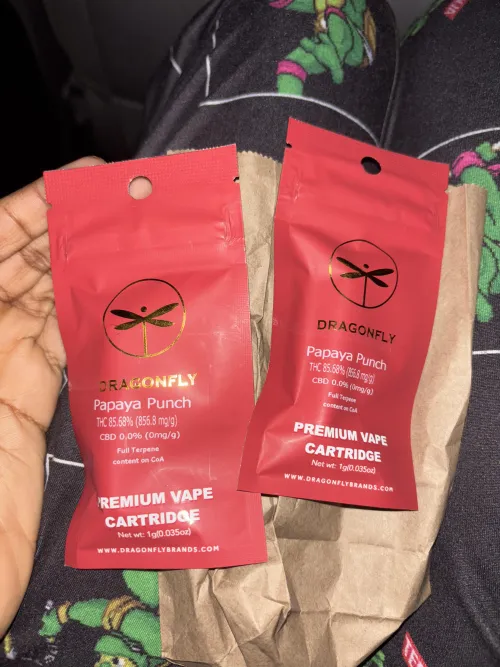 DRAGONFLY
Papaya Punch
THC 85.68% (856.8 mg/g)
CBD 0.0% (0mg/g)
Full Terpene
content on CoA
PREMIUM VAPE
CARTRIDGE
Net wt: 1g(0.035oz)
WWW.DRAGONFLYBRANDS.COM
DRAGONFLY
Papaya Punch
THC 85.68% (856.8 mg/g)
CBD 0.0% (0mg/g)
Full Terpene
content on CoA
PREMIUM VAPE
CARTRIDGE
Net wt: 1g(0.035oz)
WWW.DRAGONFLYBRANDS.COM